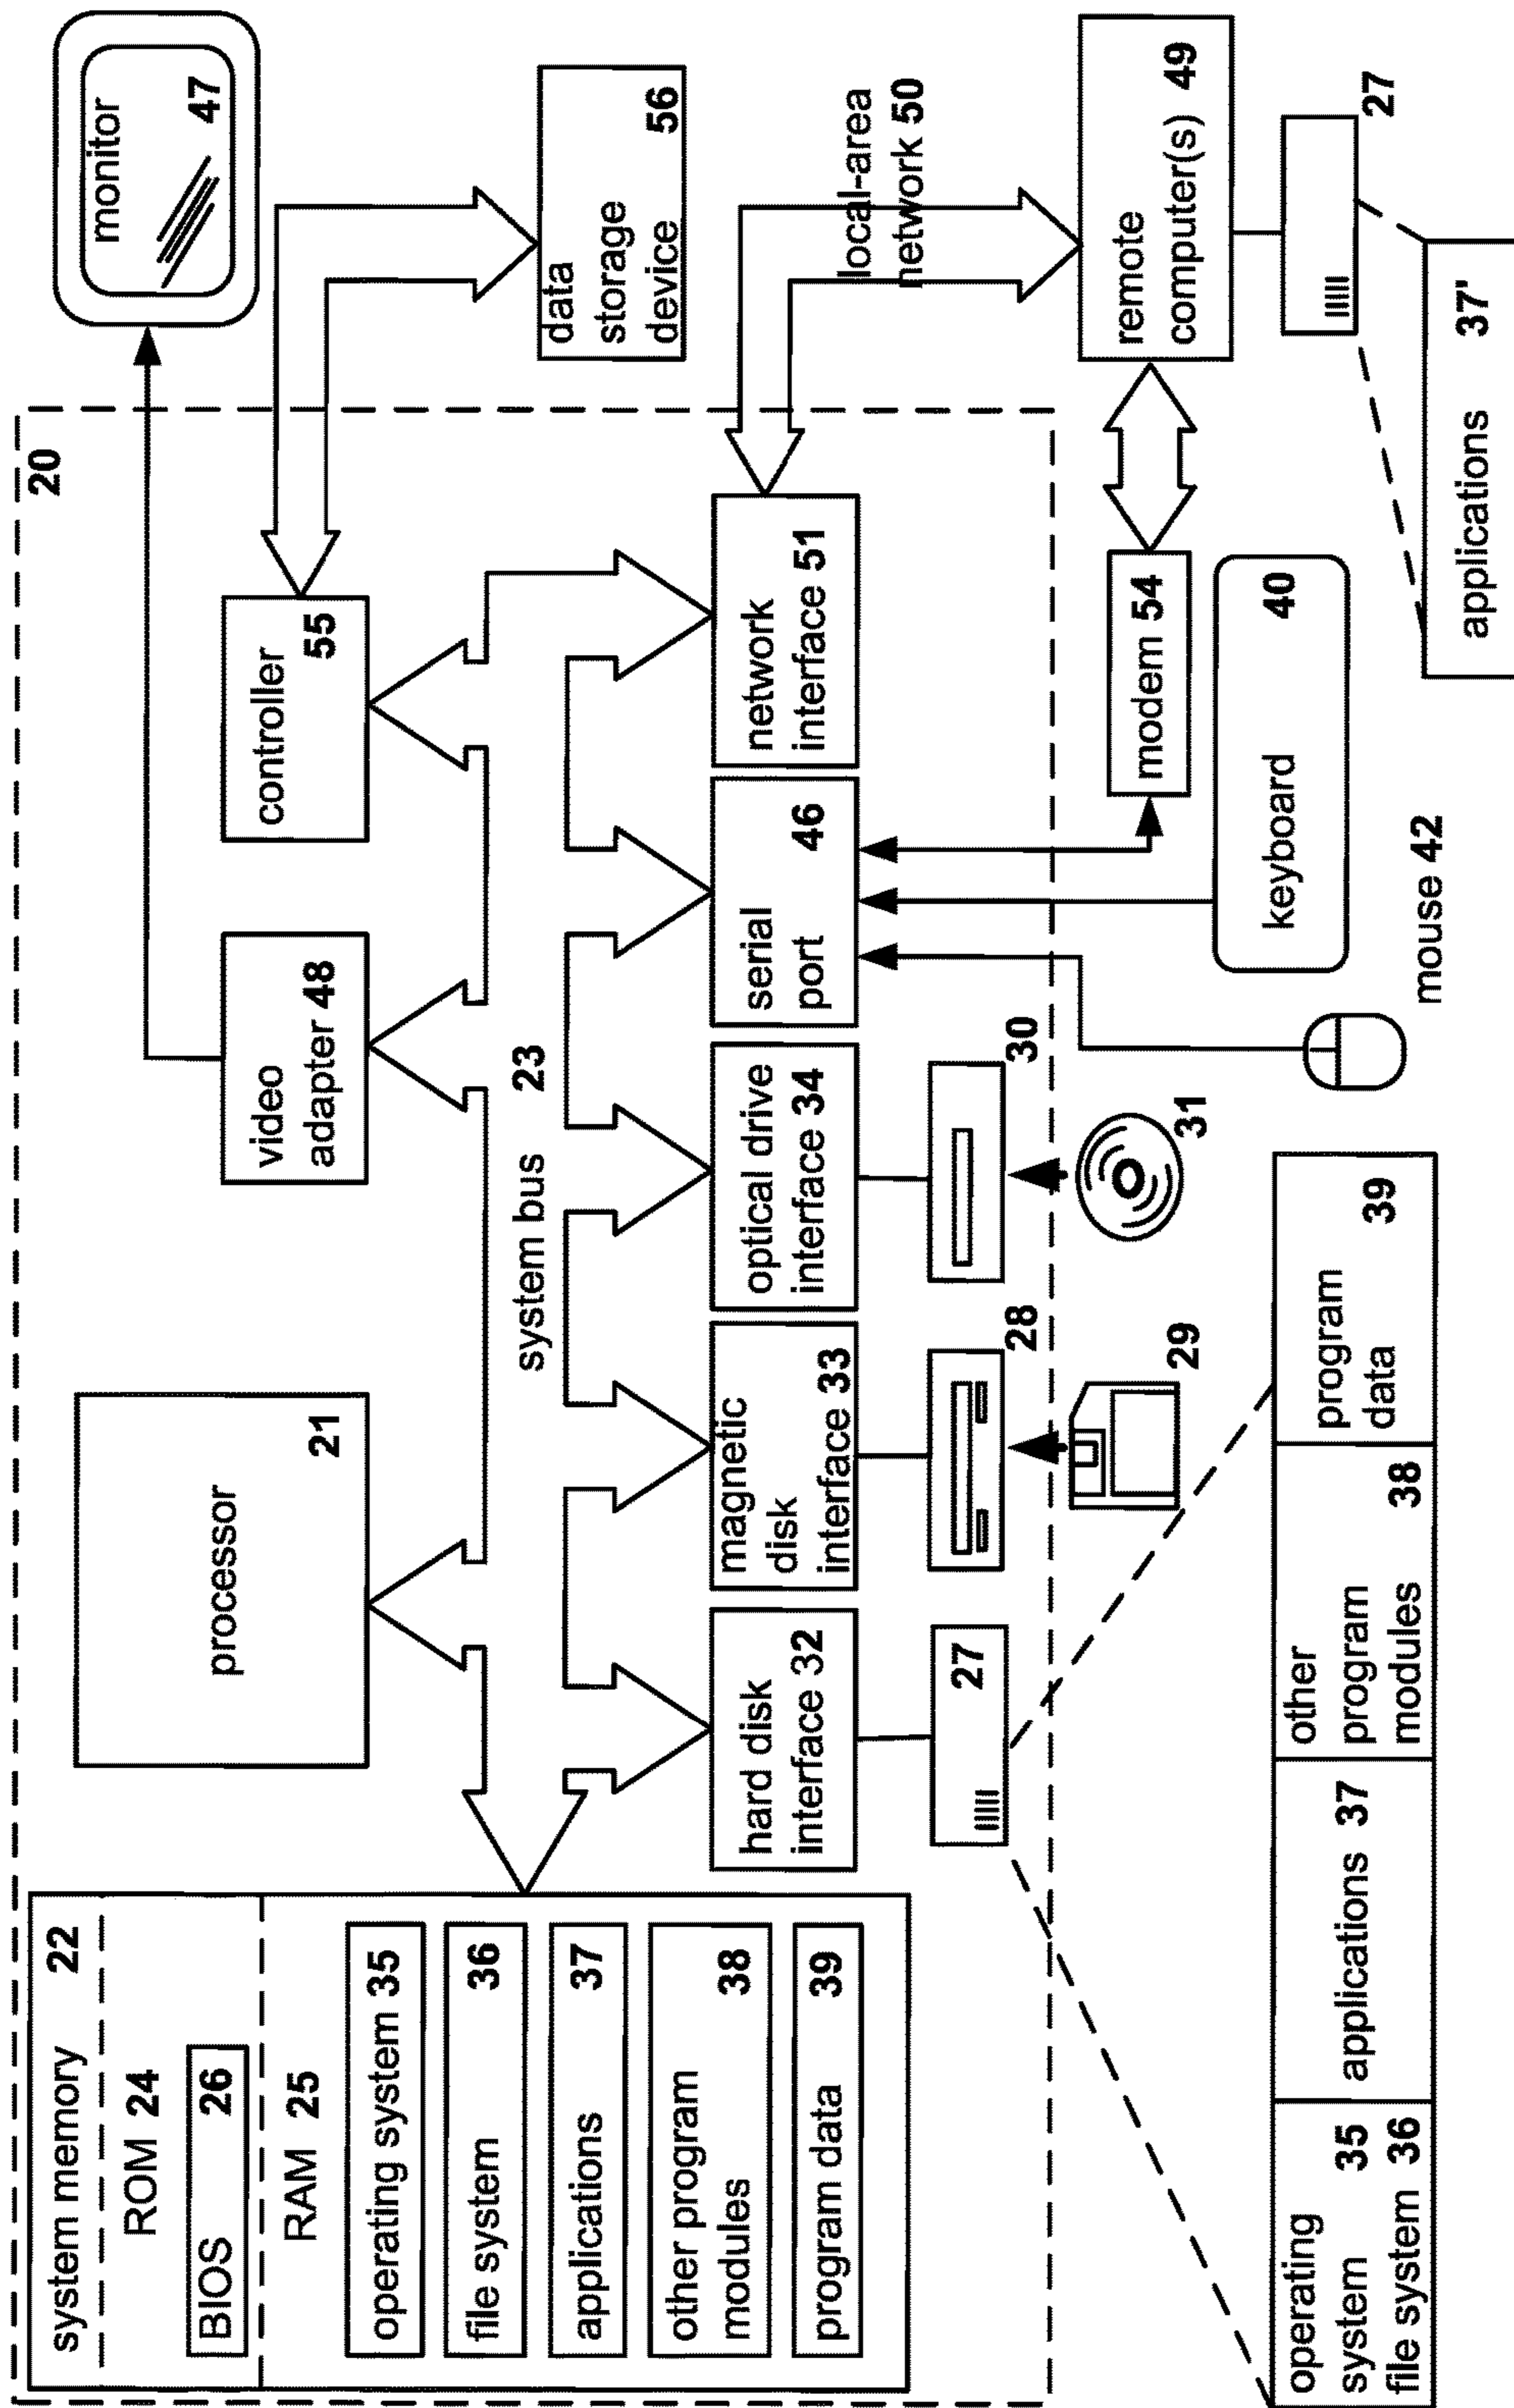 20
system memory 22
ROM 24
BIOS 26
RAM 25
operating system 35
file system 36
applications 37
other program
modules 38
program data 39
processor
21
video
adapter 48
controller
55
monitor
47
system bus 23
data
storage
device 56
hard disk
interface 32
magnetic
disk
interface 33
optical drive
interface 34
serial
port 46
network
interface 51
local-area
network 50
27
28
30
29
31
modem 54
remote
computer(s) 49
keyboard
40
mouse 42
27
operating
system 35
file system 36
applications 37
other
program
modules 38
program
data 39
applications 37'